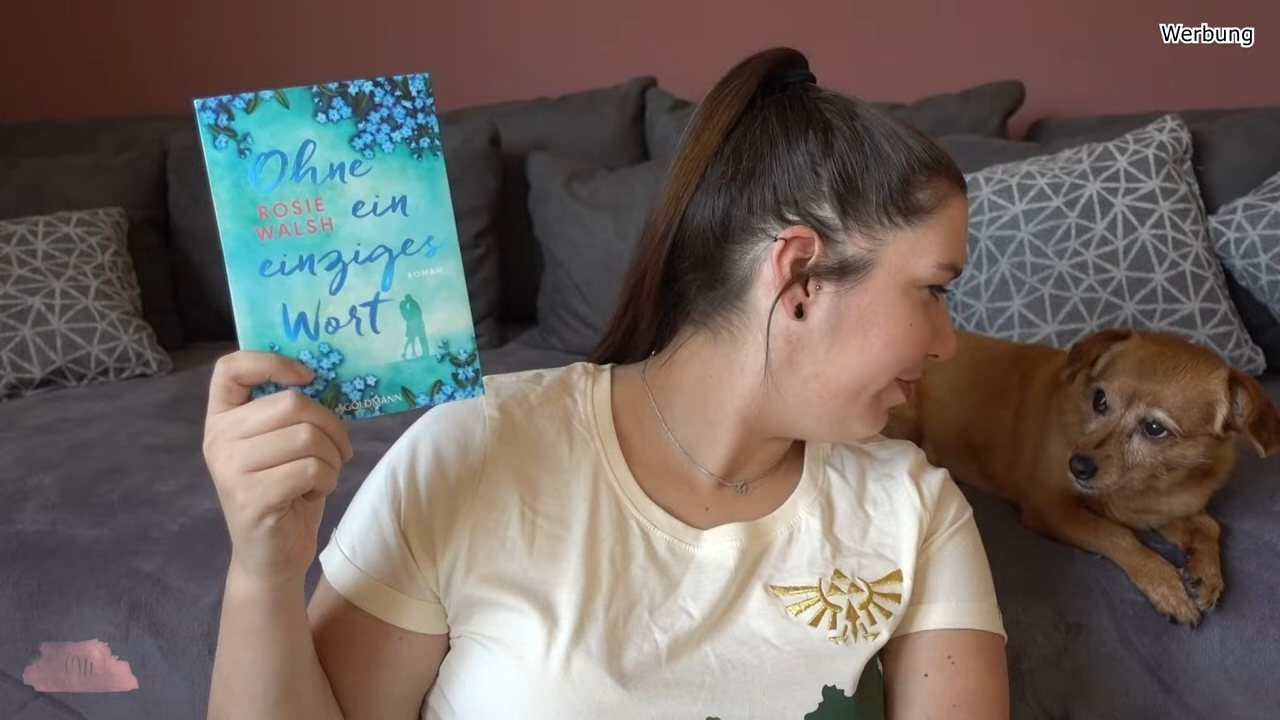 Werbung
Ohne
ein
ROSIE
WALSH
einziges
ROMAN
Wort
GOLDMANN